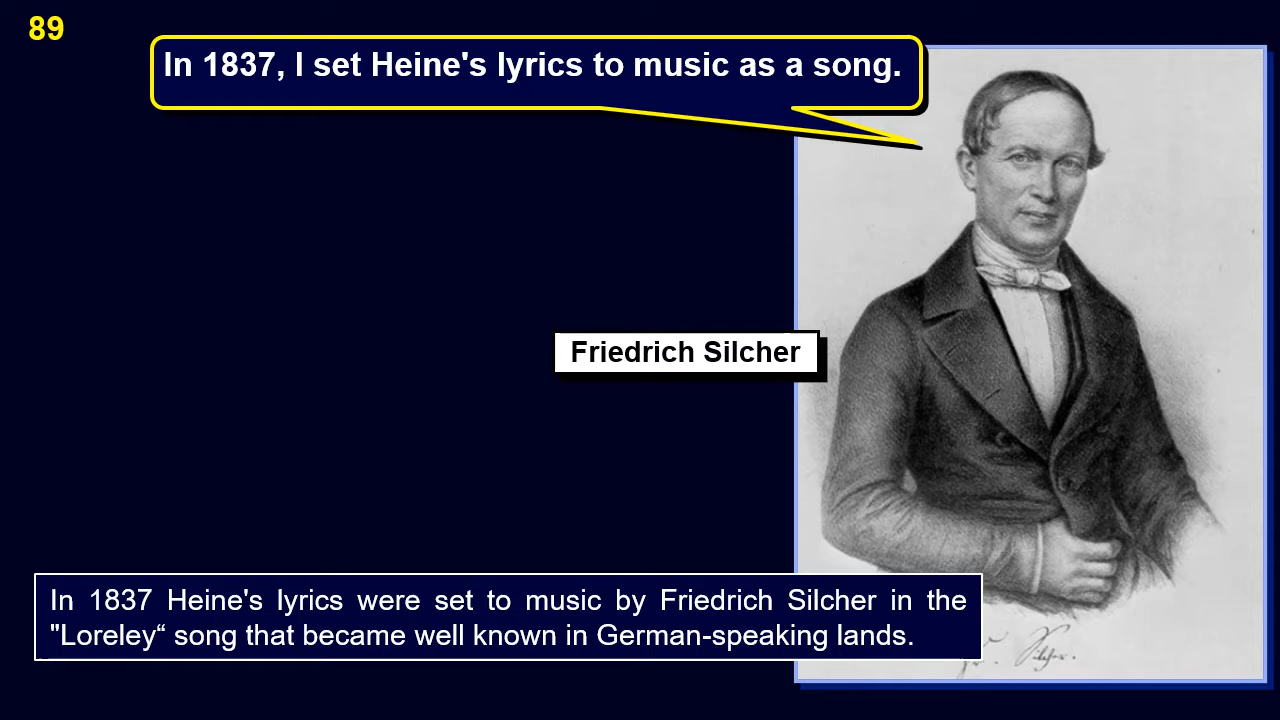 89
In 1837, I set Heine's lyrics to music as a song.
Friedrich Silcher
In 1837 Heine's lyrics were set to music by Friedrich Silcher in the
"Loreley“ song that became well known in German-speaking lands.
Silcher.